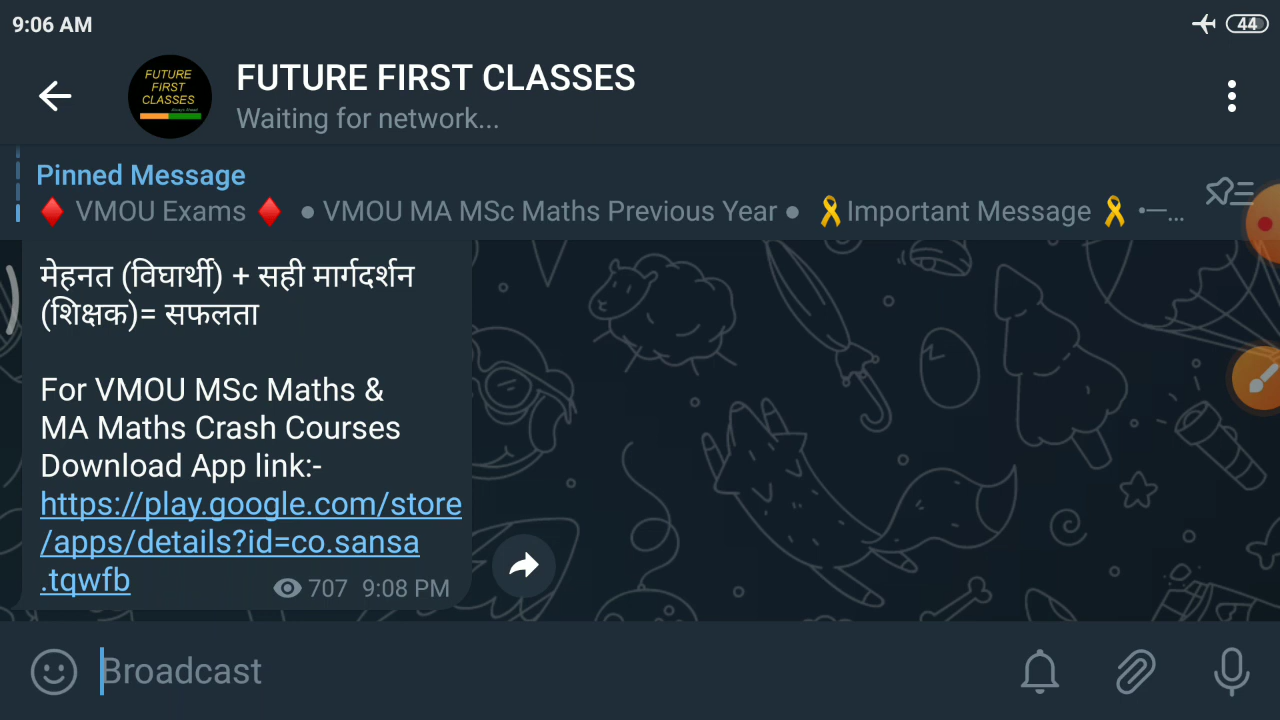 9:06 AM
44
FUTURE
FIRST
CLASSES
FUTURE FIRST CLASSES
Waiting for network...
Pinned Message
♦️ VMOU Exams ♦️ ● VMOU MA MSc Maths Previous Year ● 🎗Important Message 🎗 •—...
मेहनत (विघार्थी) + सही मार्गदर्शन
(शिक्षक)= सफलता
For VMOU MSc Maths &
MA Maths Crash Courses
Download App link:-
https://play.google.com/store
/apps/details?id=co.sansa
.tqwfb
707 9:08 PM
Broadcast